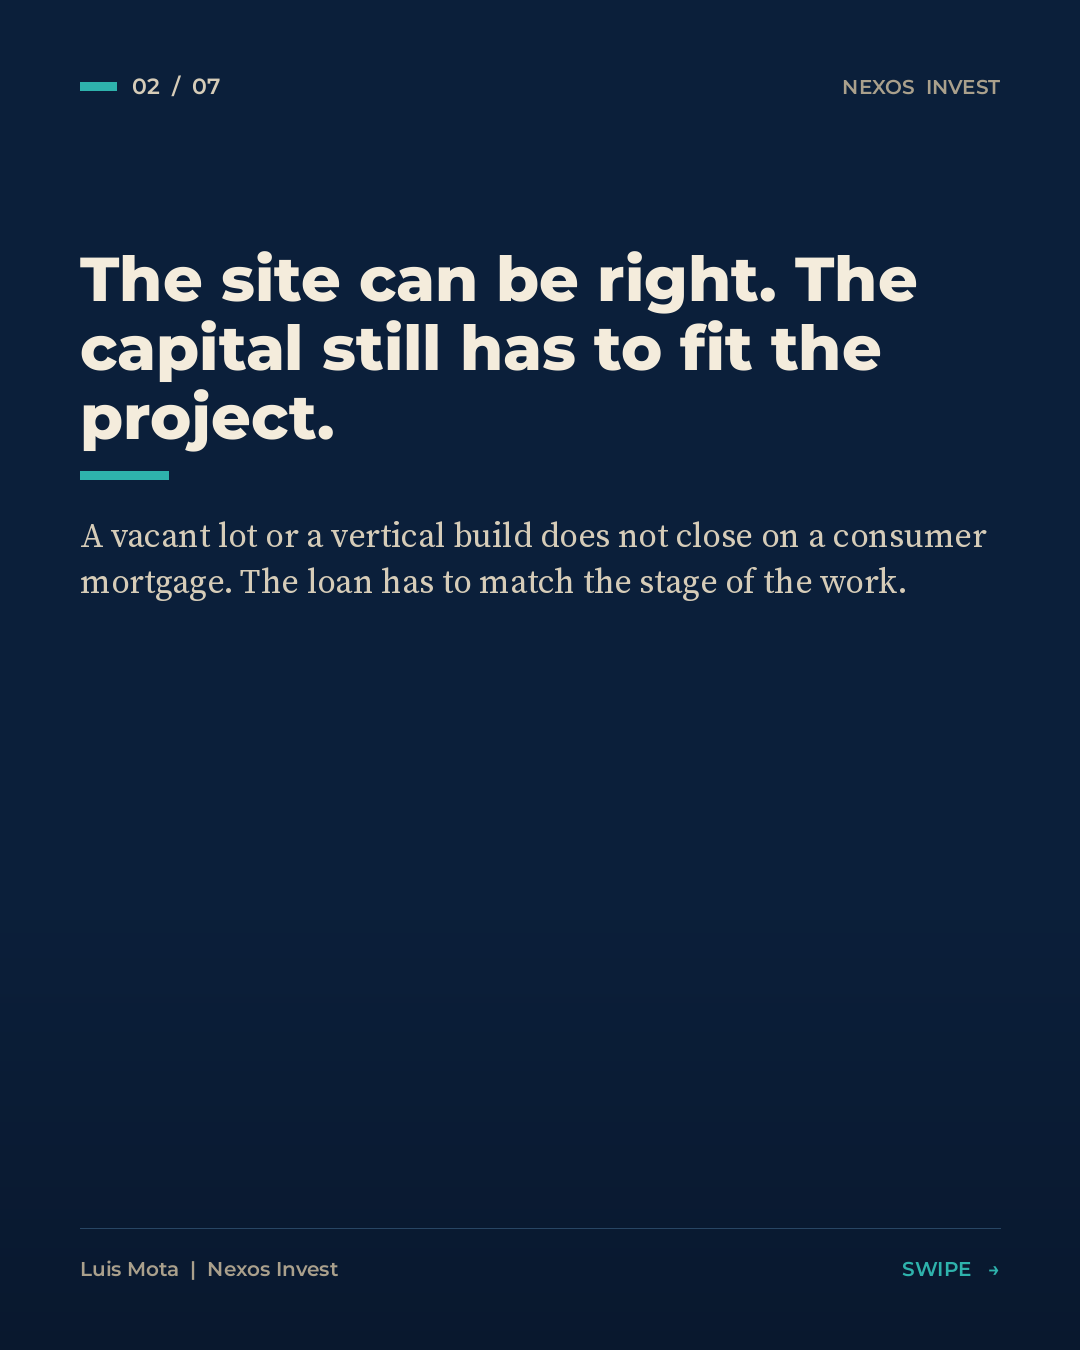 02 / 07
NEXOS INVEST
The site can be right. The
capital still has to fit the
project.
A vacant lot or a vertical build does not close on a consumer
mortgage. The loan has to match the stage of the work.
Luis Mota | Nexos Invest
SWIPE →